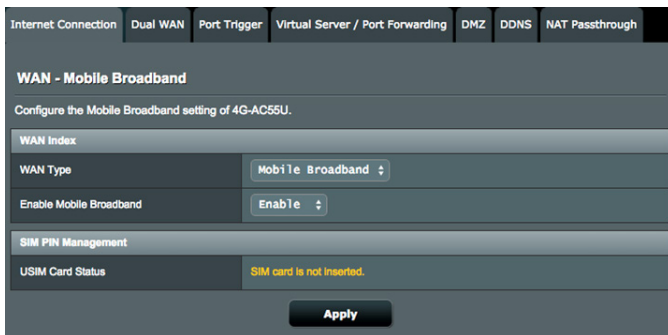 Internet Connection Dual WAN Port Trigger Virtual Server / Port Forwarding DMZ DDNS NAT Passthrough
WAN - Mobile Broadband
Configure the Mobile Broadband setting of 4G-AC55U.
WAN Index
WAN Type Mobile Broadband
Enable Mobile Broadband Enable
SIM PIN Management
USIM Card Status SIM card is not inserted.
Apply